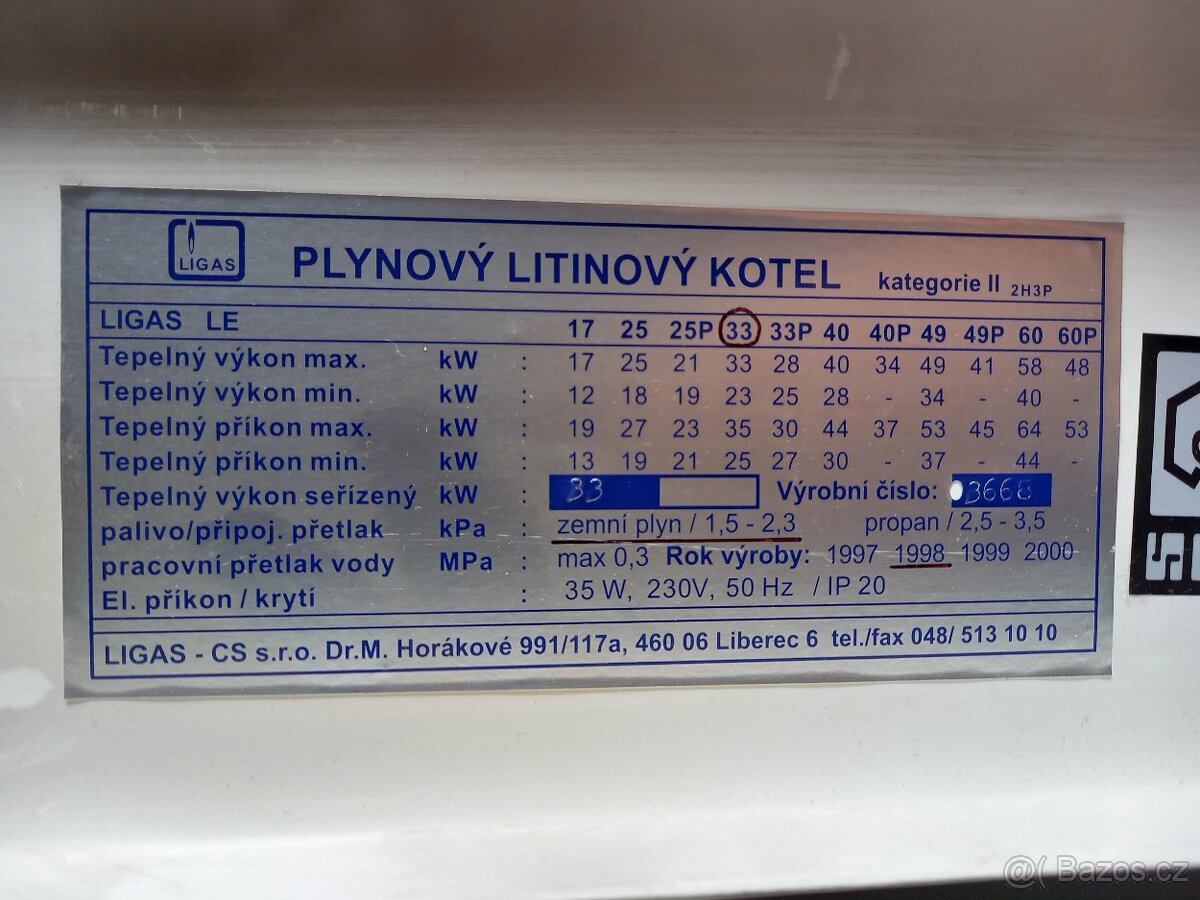 LIGAS
PLYNOVÝ LITINOVÝ KOTEL kategorie II 2H3P
LIGAS LE 17 25 25P 33 33P 40 40P 49 49P 60 60P
Tepelný výkon max. kW : 17 25 21 33 28 40 34 49 41 58 48
Tepelný výkon min. kW : 12 18 19 23 25 28 - 34 - 40 -
Tepelný příkon max. kW : 19 27 23 35 30 44 37 53 45 64 53
Tepelný příkon min. kW : 13 19 21 25 27 30 - 37 - 44 -
Tepelný výkon seřízený kW : 33 Výrobní číslo: 3668
palivo/připoj. přetlak kPa : zemní plyn / 1,5 - 2,3 propan / 2,5 - 3,5
pracovní přetlak vody MPa : max 0,3 Rok výroby: 1997 1998 1999 2000
El. příkon / krytí : 35 W, 230V, 50 Hz / IP 20
LIGAS - CS s.r.o. Dr.M. Horákové 991/117a, 460 06 Liberec 6 tel./fax 048/ 513 10 10
@( Bazos.cz